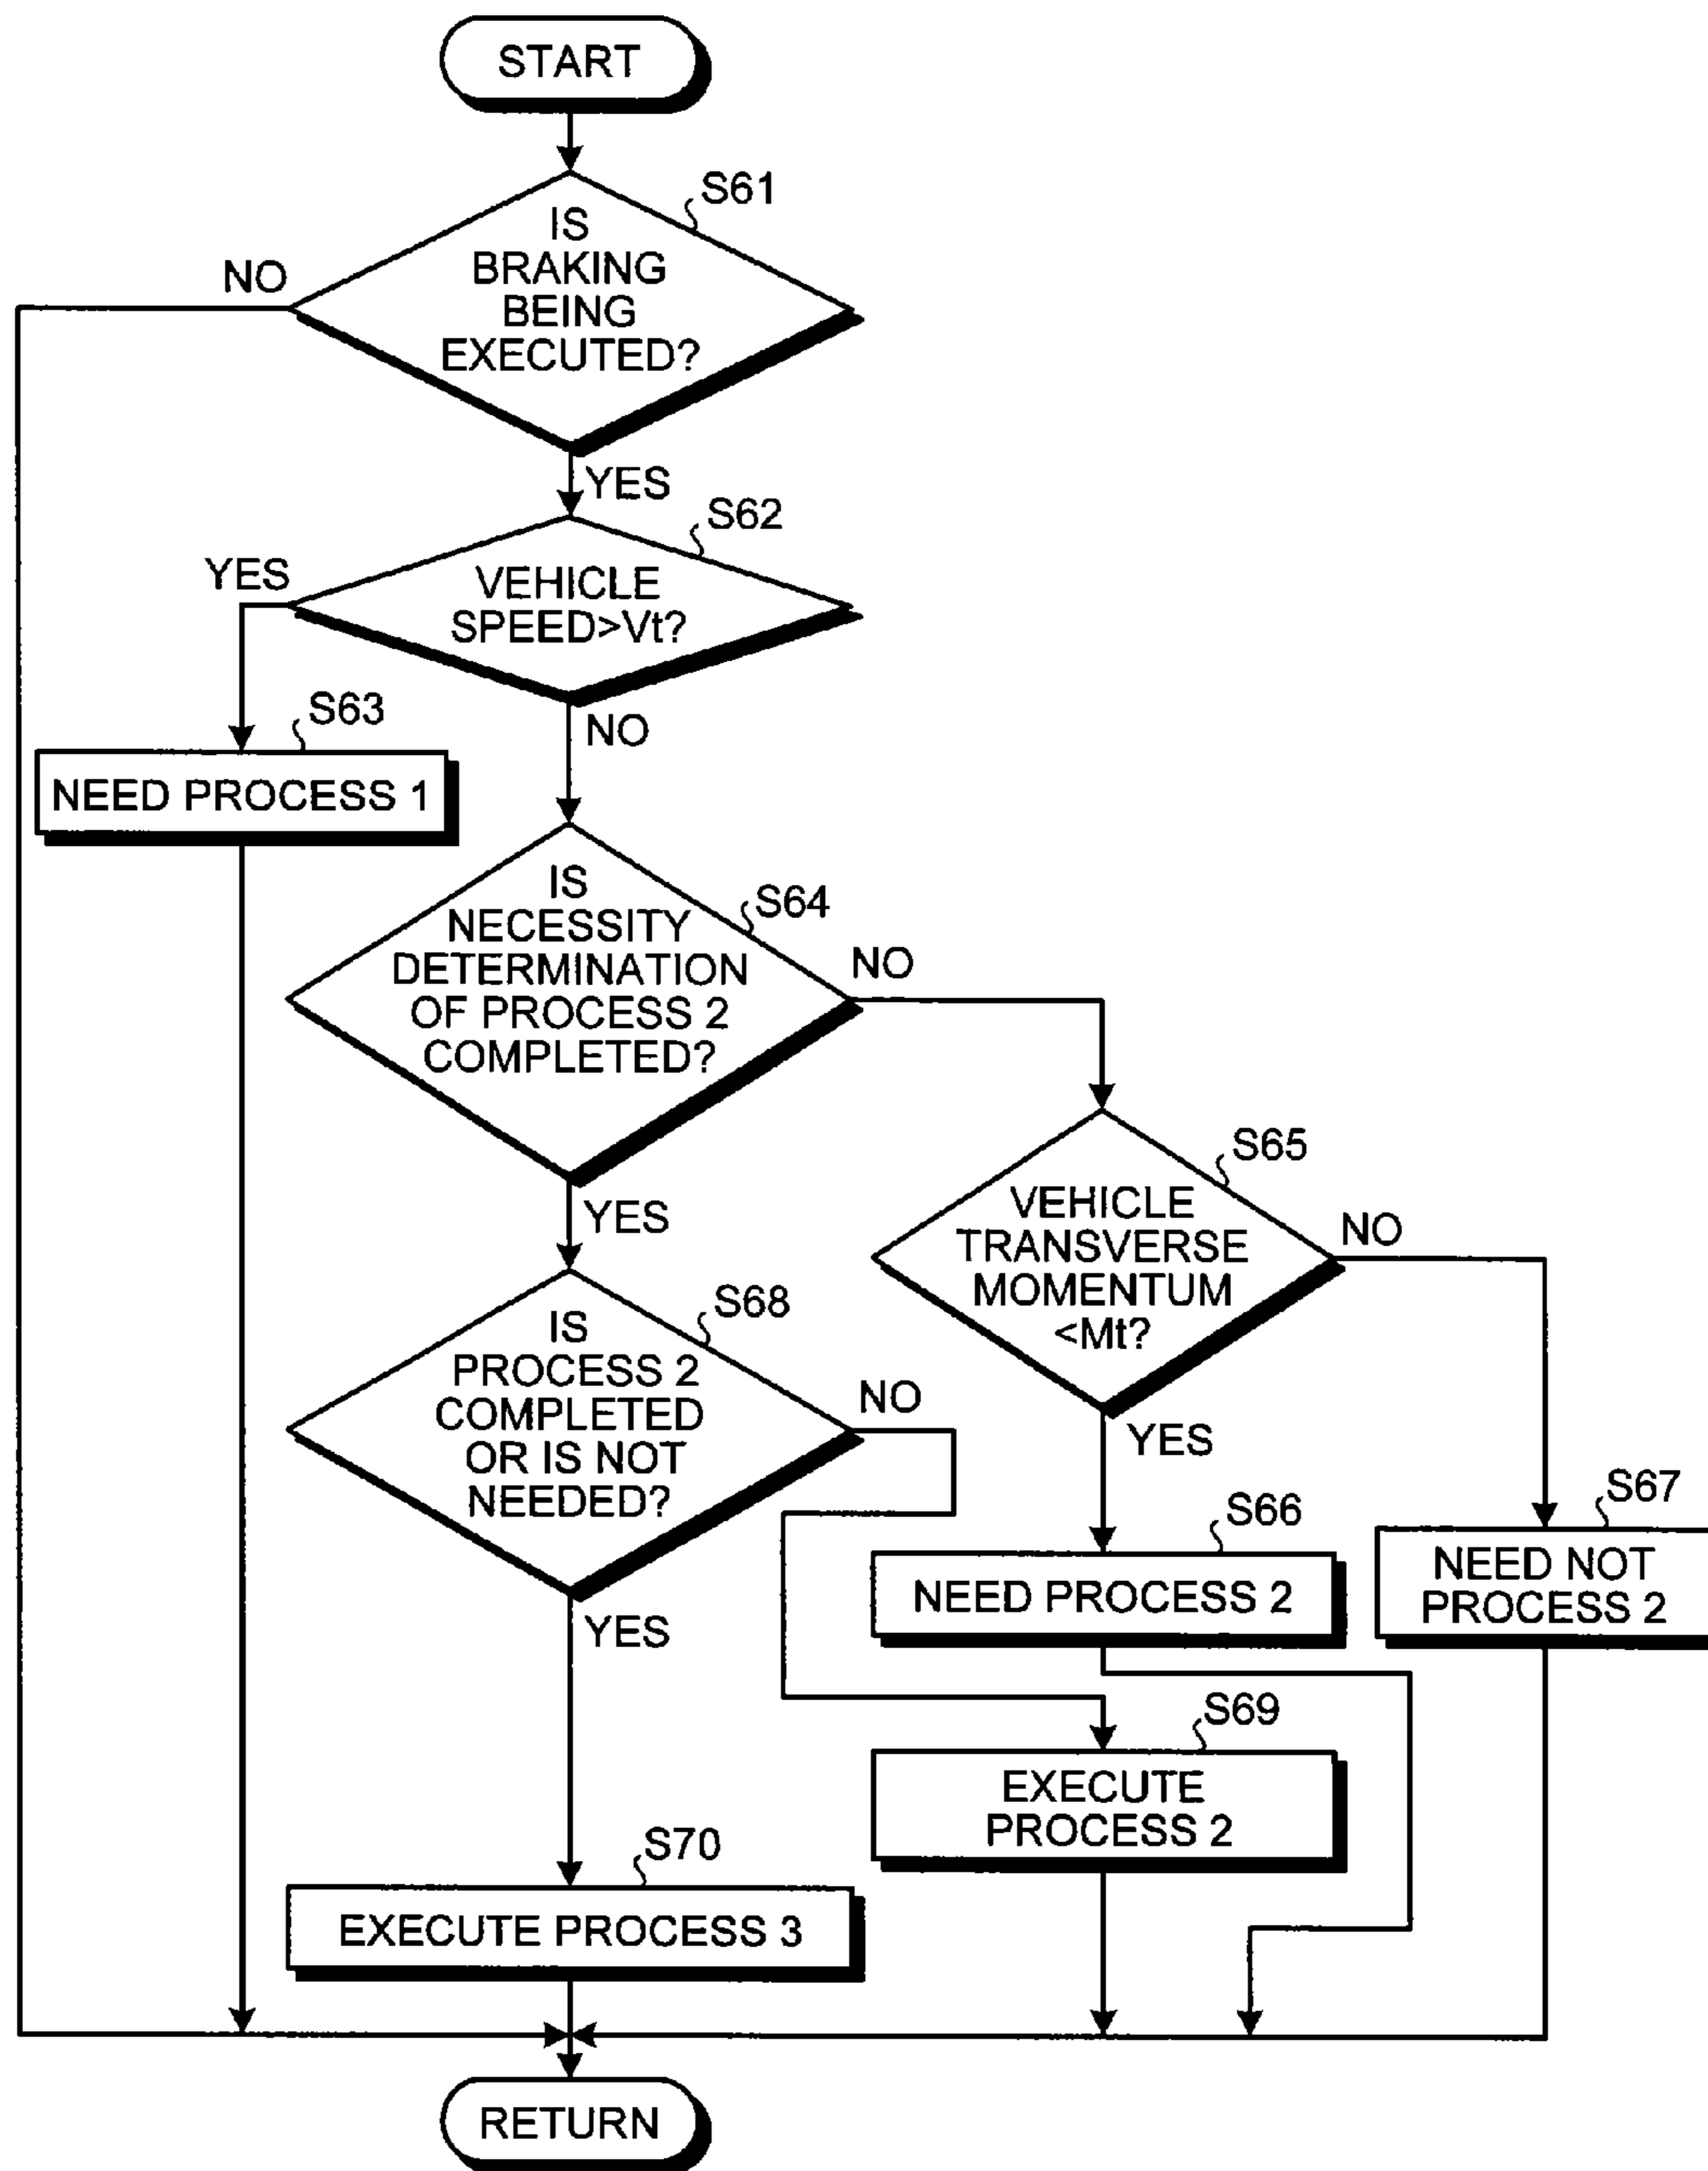 START
S61
IS
BRAKING
BEING
EXECUTED?
NO
YES
S62
VEHICLE
SPEED>Vt?
YES
NO
S63
NEED PROCESS 1
S64
IS
NECESSITY
DETERMINATION
OF PROCESS 2
COMPLETED?
NO
YES
S65
VEHICLE
TRANSVERSE
MOMENTUM
<Mt?
NO
YES
S68
IS
PROCESS 2
COMPLETED
OR IS NOT
NEEDED?
NO
YES
S66
NEED PROCESS 2
S67
NEED NOT
PROCESS 2
S69
EXECUTE
PROCESS 2
S70
EXECUTE PROCESS 3
RETURN